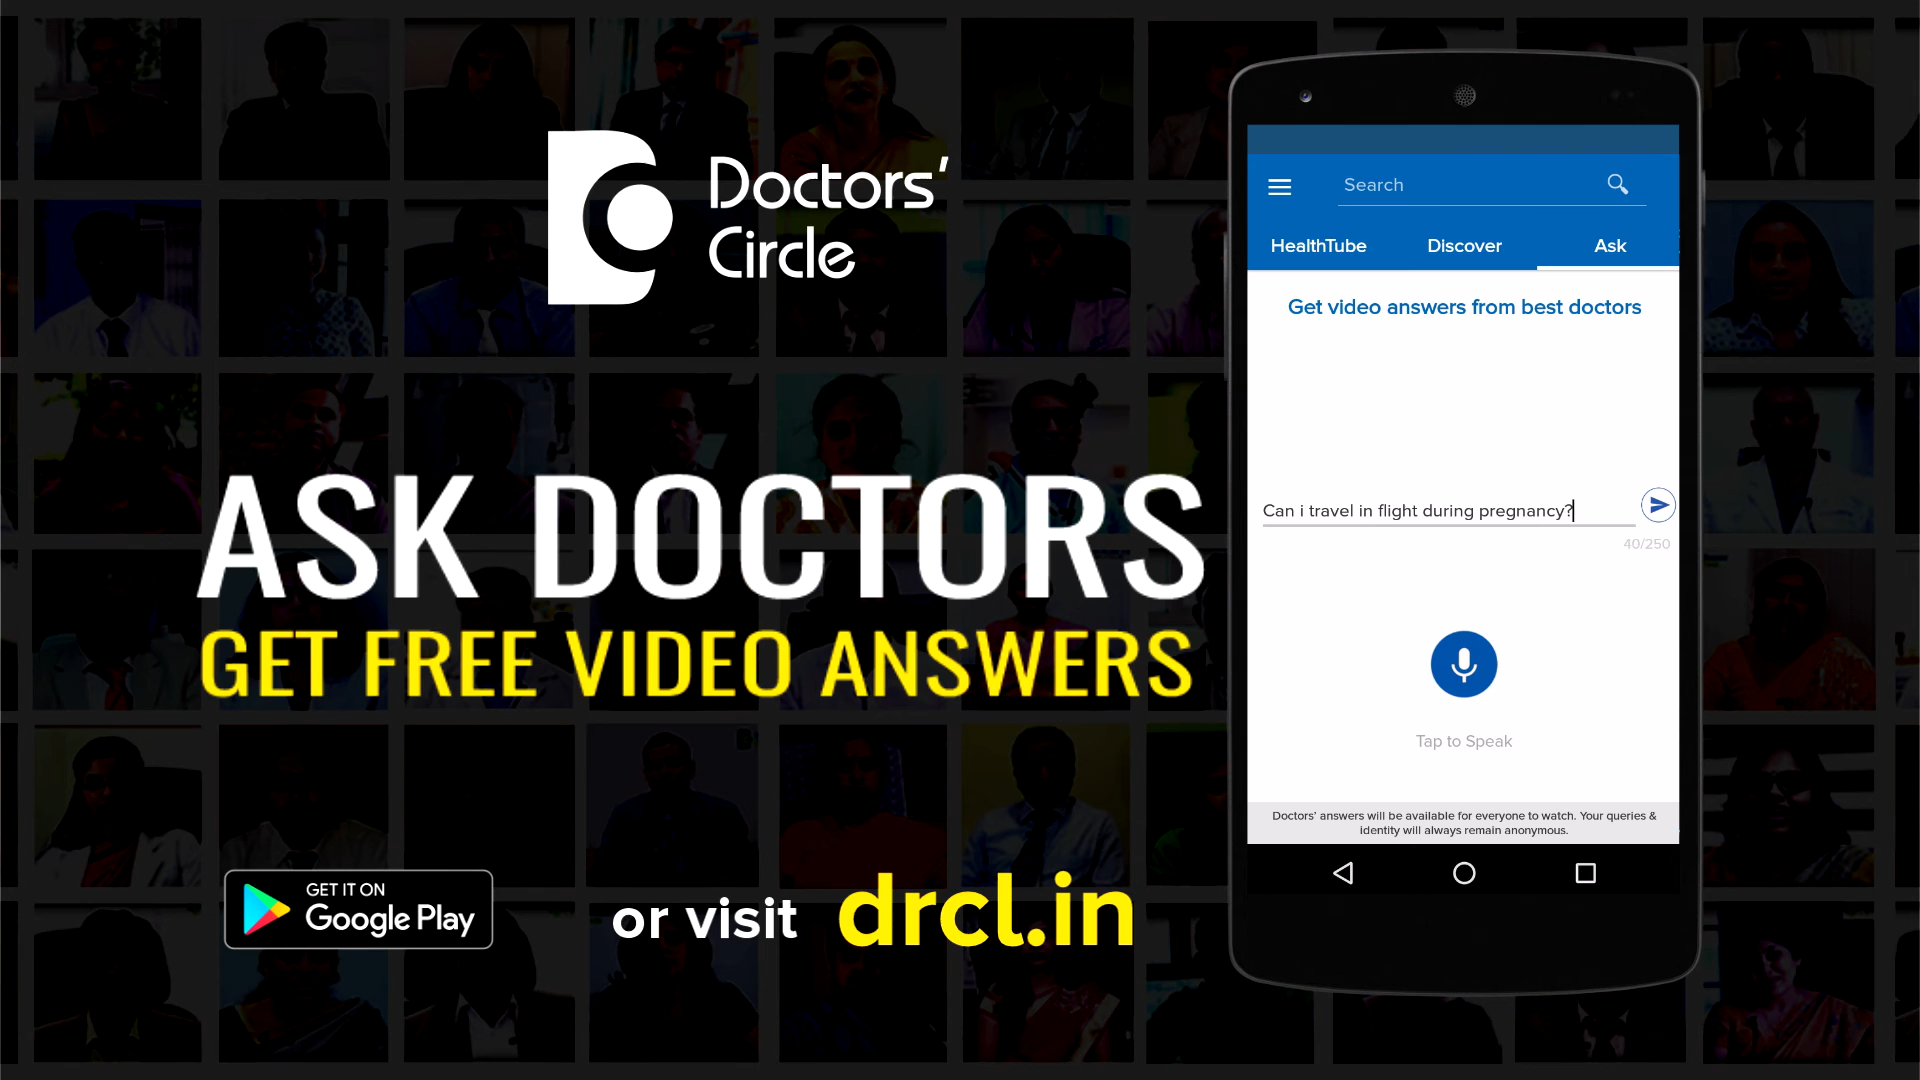 Doctors'
Circle
ASK DOCTORS
GET FREE VIDEO ANSWERS
GET IT ON
Google Play
or visit drcl.in
Search
HealthTube Discover Ask
Get video answers from best doctors
Can i travel in flight during pregnancy?
40/250
Tap to Speak
Doctors' answers will be available for everyone to watch. Your queries &
identity will always remain anonymous.